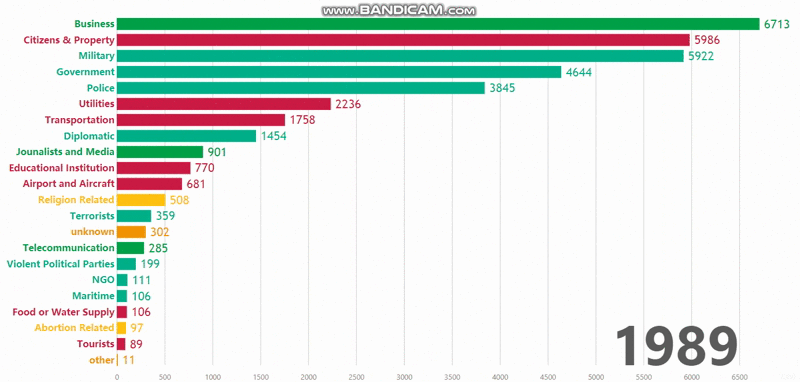 www.BANDICAM.com
Business 6713
Citizens & Property 5986
Military 5922
Government 4644
Police 3845
Utilities 2236
Transportation 1758
Diplomatic 1454
Jounalists and Media 901
Educational Institution 770
Airport and Aircraft 681
Religion Related 508
Terrorists 359
unknown 302
Telecommunication 285
Violent Political Parties 199
NGO 111
Maritime 106
Food or Water Supply 106
Abortion Related 97
Tourists 89
other 11
1989
0 500 1000 1500 2000 2500 3000 3500 4000 4500 5000 5500 6000 6500